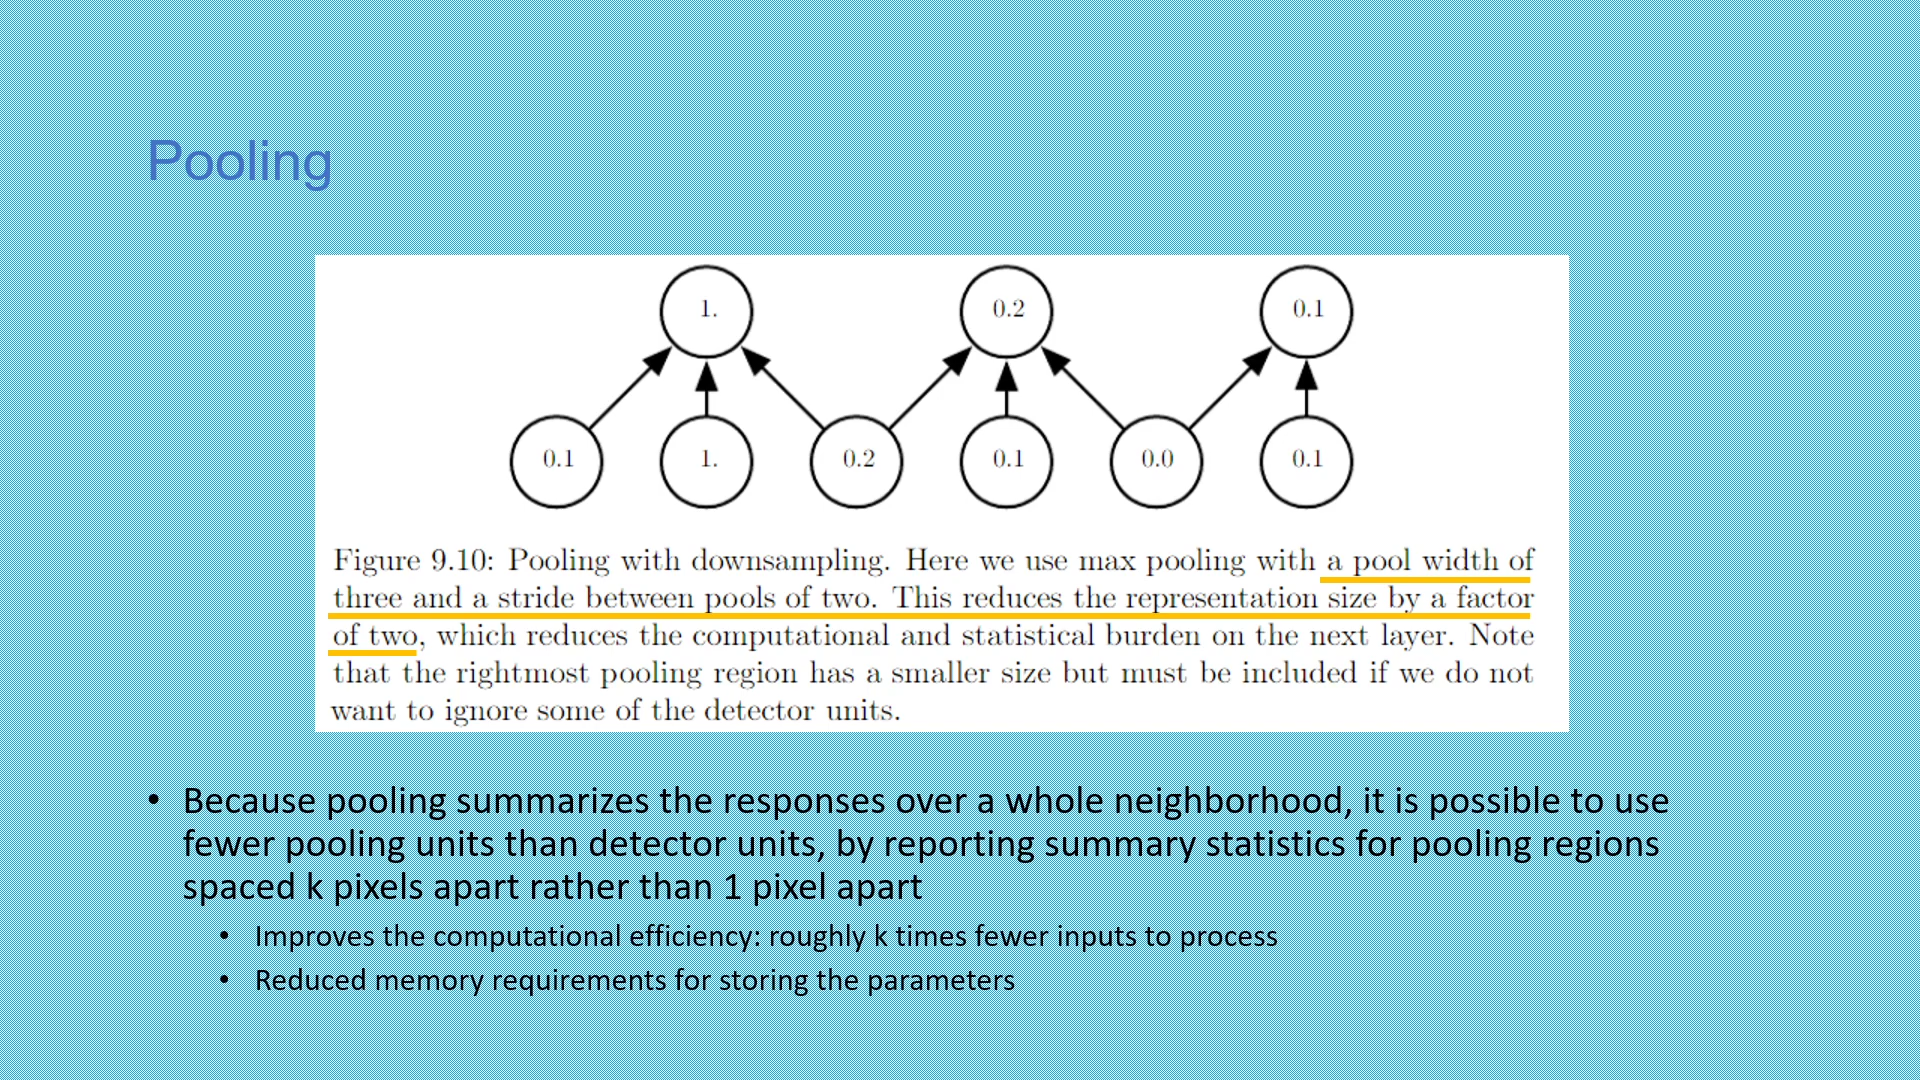 Pooling
1. 0.2 0.1
0.1 1. 0.2 0.1 0.0 0.1
Figure 9.10: Pooling with downsampling. Here we use max pooling with a pool width of
three and a stride between pools of two. This reduces the representation size by a factor
of two, which reduces the computational and statistical burden on the next layer. Note
that the rightmost pooling region has a smaller size but must be included if we do not
want to ignore some of the detector units.
• Because pooling summarizes the responses over a whole neighborhood, it is possible to use
fewer pooling units than detector units, by reporting summary statistics for pooling regions
spaced k pixels apart rather than 1 pixel apart
• Improves the computational efficiency: roughly k times fewer inputs to process
• Reduced memory requirements for storing the parameters